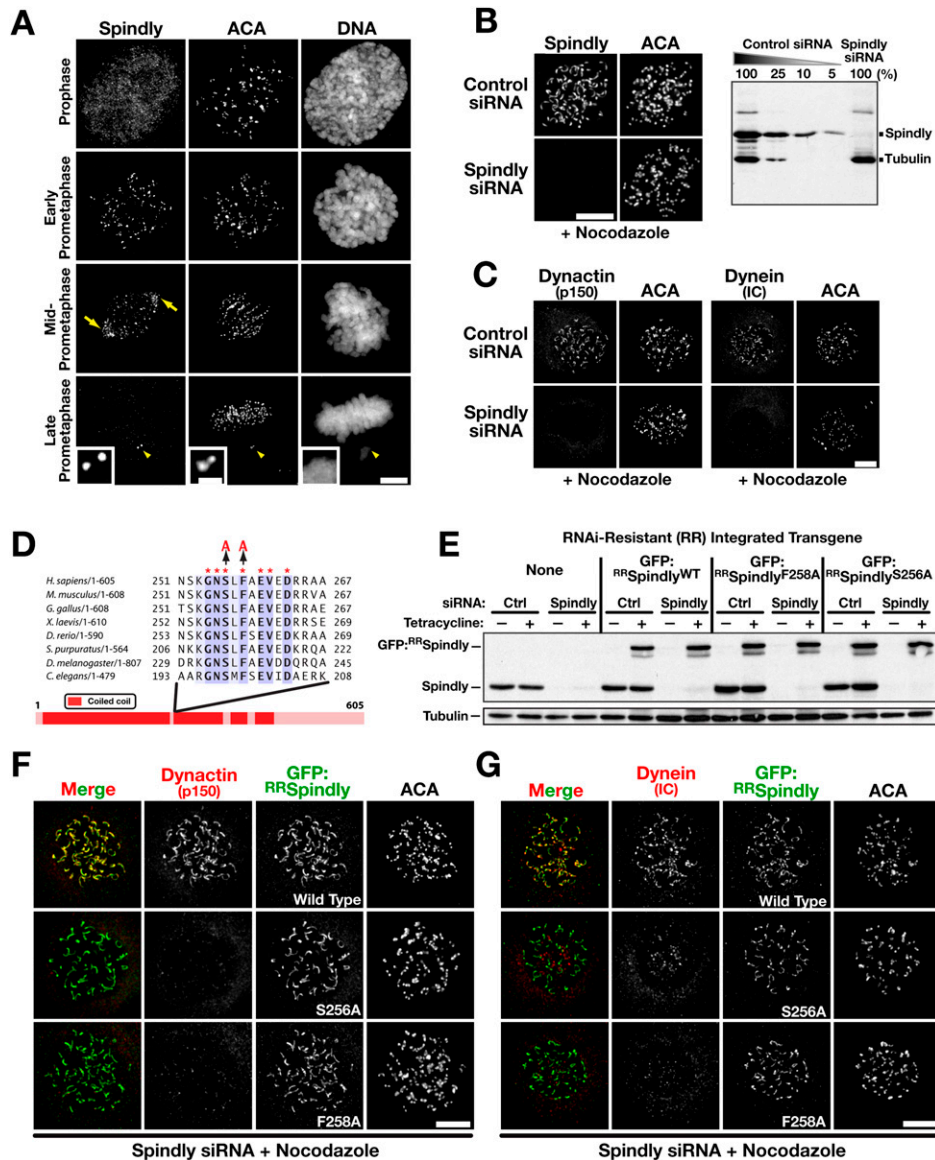 A
Spindly ACA DNA
Prophase
Early
Prometaphase
Mid-
Prometaphase
Late
Prometaphase
B
Spindly ACA
Control
siRNA
Spindly
siRNA
+ Nocodazole
Control siRNA Spindly
siRNA
100 25 10 5 100 (%)
Spindly
Tubulin
C
Dynactin
(p150)
ACA
Dynein
(IC)
ACA
Control
siRNA
Spindly
siRNA
+ Nocodazole + Nocodazole
D
A A
*** * ** *
H. sapiens/1-605 251 NSKGNSLFAEVEDRRAA 267
M. musculus/1-608 251 NSKGNSLFAEVEDRRVA 267
G. gallus/1-608 251 TSKGNSLFAEVEDRRAA 267
X. laevis/1-610 252 NSKGNSLFAEVEDRRAE 268
D. rerio/1-590 253 NSKGNSLFSEVEDRRAA 269
S. purpuratus/1-564 206 NKKGNSLFAEVEDKRQA 222
D. melanogaster/1-807 229 DRKGNSLFAEVDDQRQA 245
C. elegans/1-479 193 AARGNSMFSEVIDAERK 208
Coiled coil
1 605
E
RNAi-Resistant (RR) Integrated Transgene
None
GFP:
RRSpindlyWT
GFP:
RRSpindlyF258A
GFP:
RRSpindlyS256A
siRNA: Ctrl Spindly Ctrl Spindly Ctrl Spindly Ctrl Spindly
Tetracycline: − + − + − + − + − + − + − + − +
GFP:RRSpindly
Spindly
Tubulin
F
Merge
Dynactin
(p150)
GFP:
RRSpindly
ACA
Wild Type
S256A
F258A
Spindly siRNA + Nocodazole
G
Merge
Dynein
(IC)
GFP:
RRSpindly
ACA
Wild Type
S256A
F258A
Spindly siRNA + Nocodazole